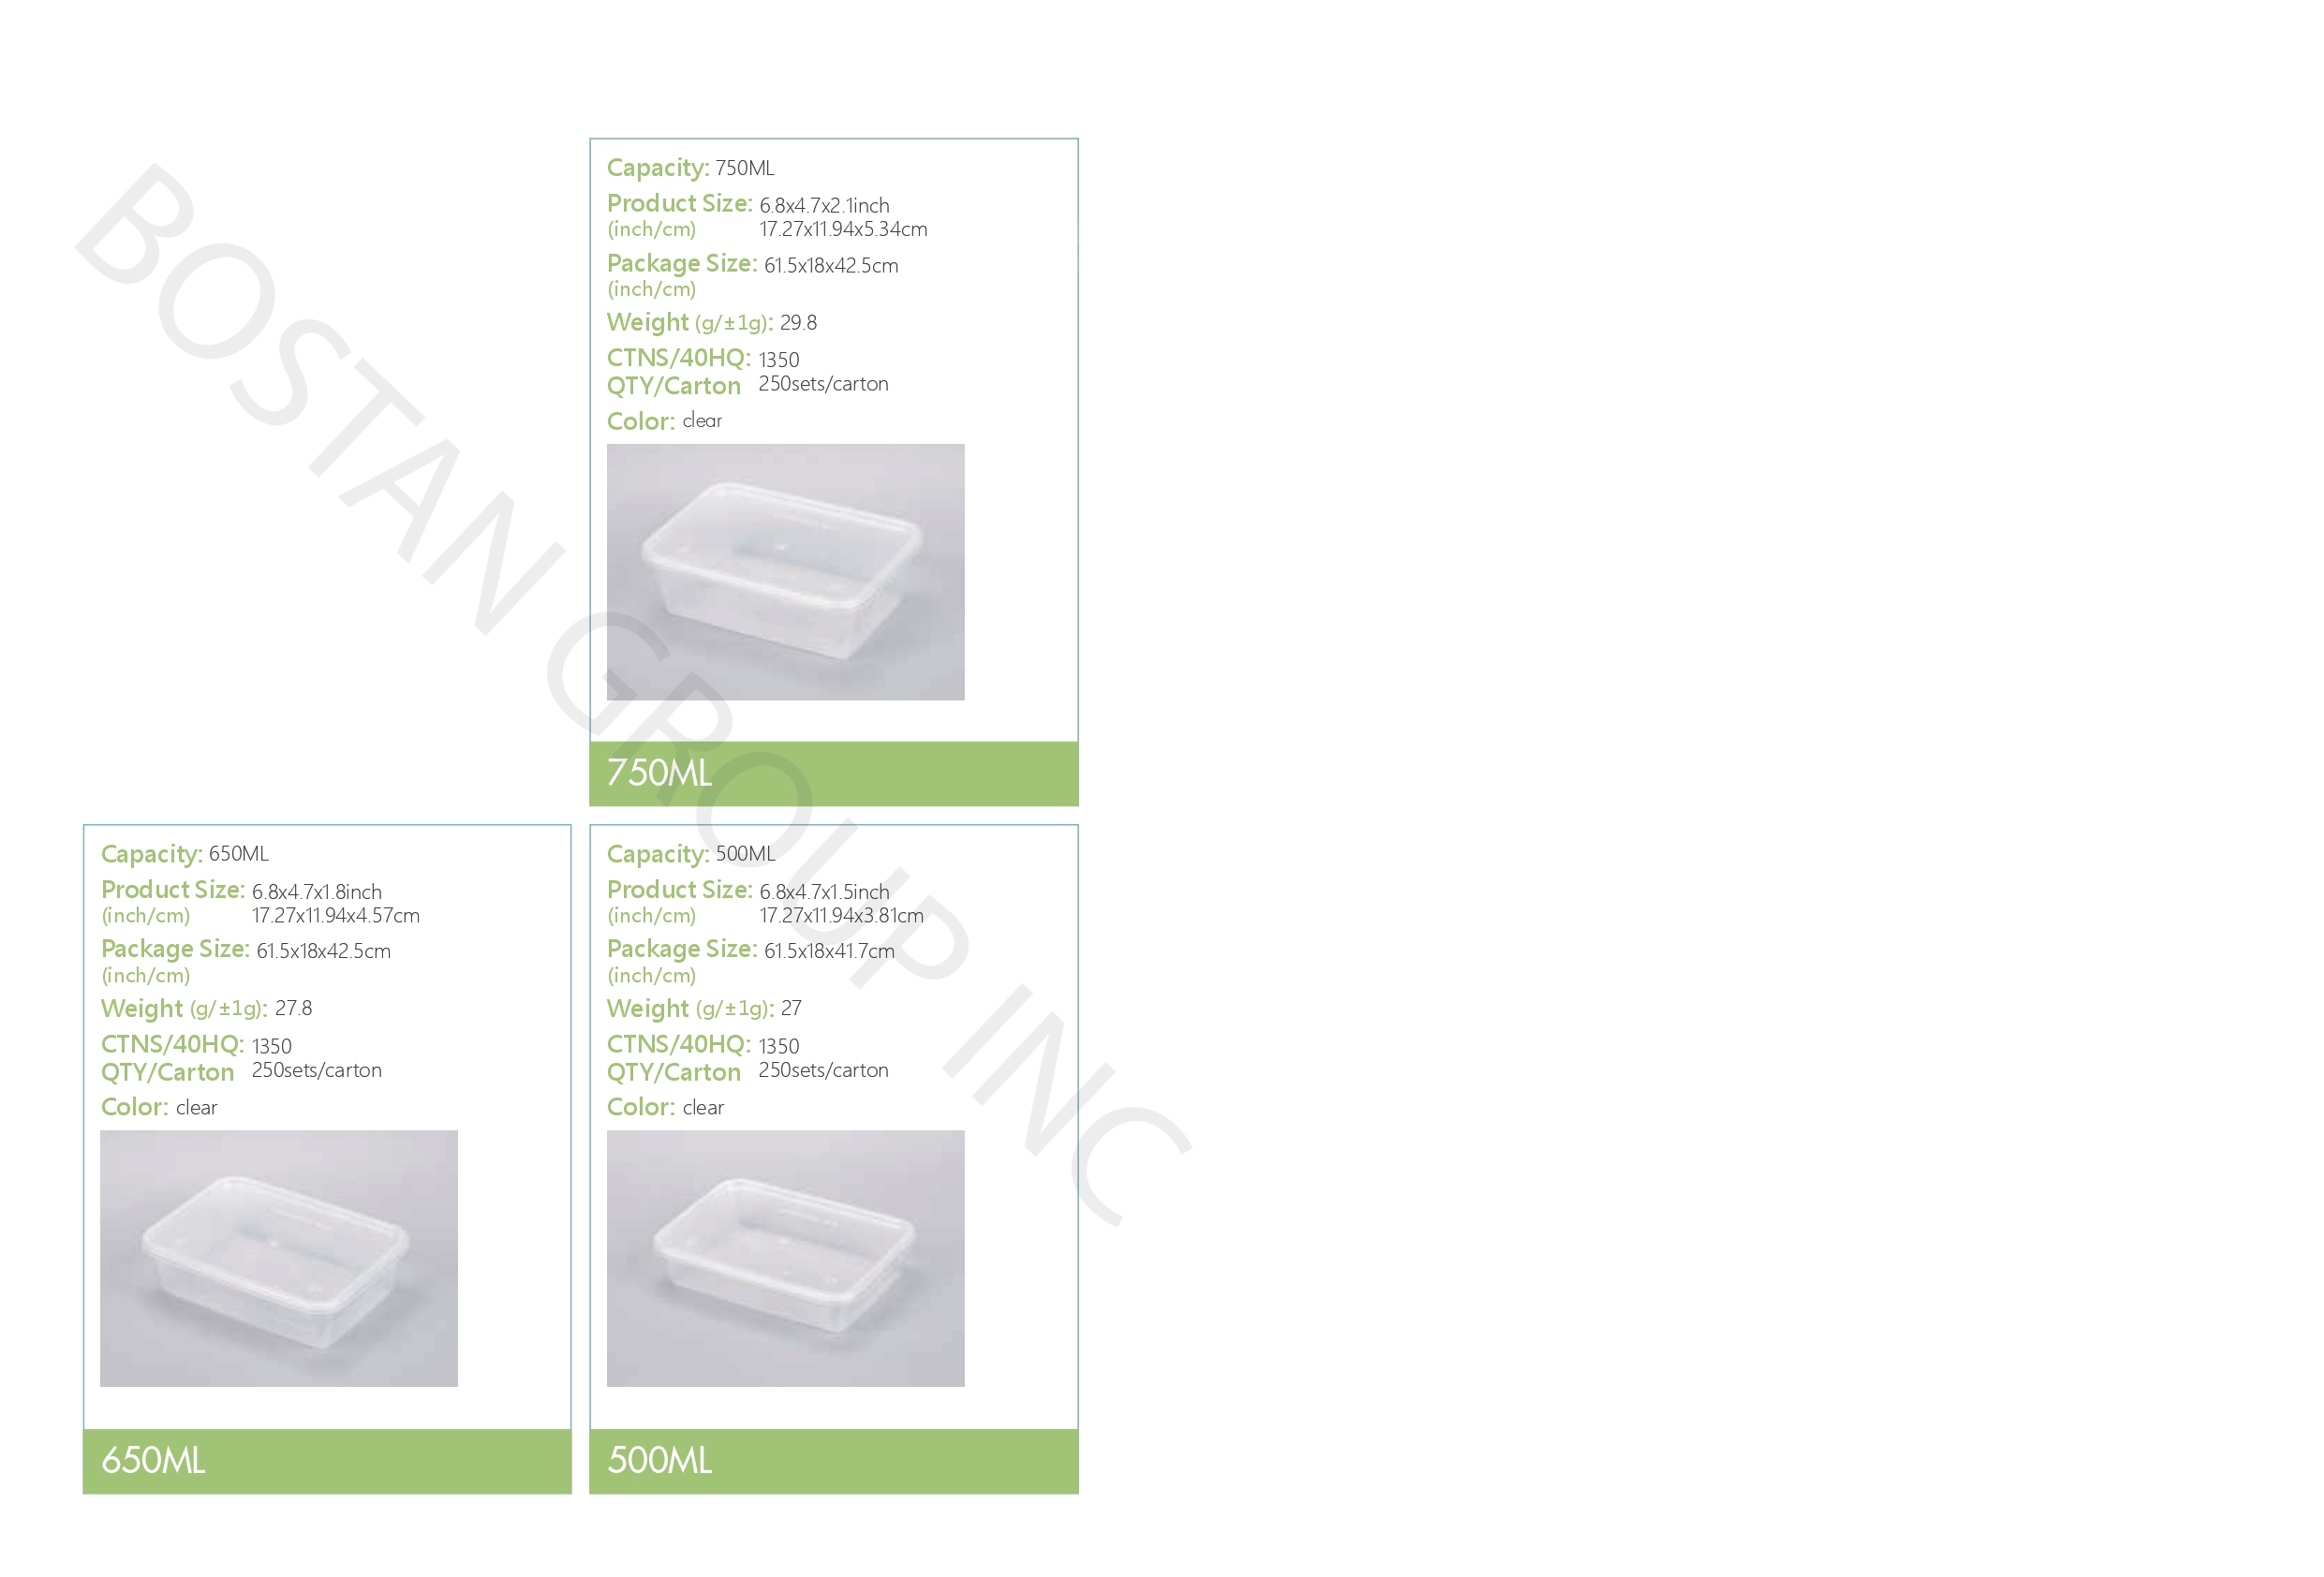 Capacity: 750ML
Product Size: 6.8x4.7x2.1inch
(inch/cm) 17.27x11.94x5.34cm
Package Size: 61.5x18x42.5cm
(inch/cm)
Weight (g/±1g): 29.8
CTNS/40HQ: 1350
QTY/Carton 250sets/carton
Color: clear
750ML
Capacity: 650ML
Product Size: 6.8x4.7x1.8inch
(inch/cm) 17.27x11.94x4.57cm
Package Size: 61.5x18x42.5cm
(inch/cm)
Weight (g/±1g): 27.8
CTNS/40HQ: 1350
QTY/Carton 250sets/carton
Color: clear
650ML
Capacity: 500ML
Product Size: 6.8x4.7x1.5inch
(inch/cm) 17.27x11.94x3.81cm
Package Size: 61.5x18x41.7cm
(inch/cm)
Weight (g/±1g): 27
CTNS/40HQ: 1350
QTY/Carton 250sets/carton
Color: clear
500ML
BOSTAN GROUP INC